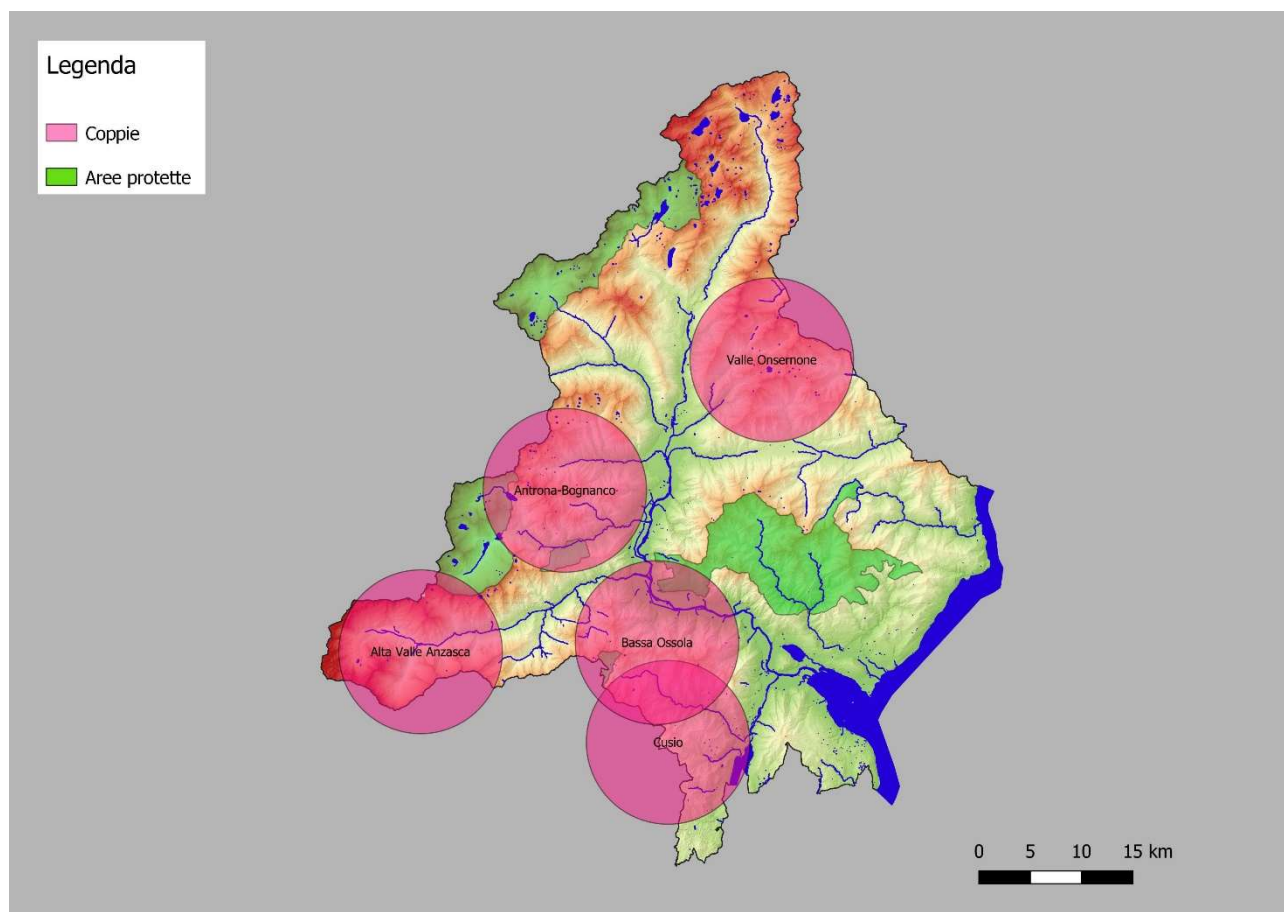 Legenda
Coppie
Aree protette
Valle Onsernone
Antrona-Bognanco
Bassa Ossola
Alta Valle Anzasca
Cusio
0 5 10 15 km